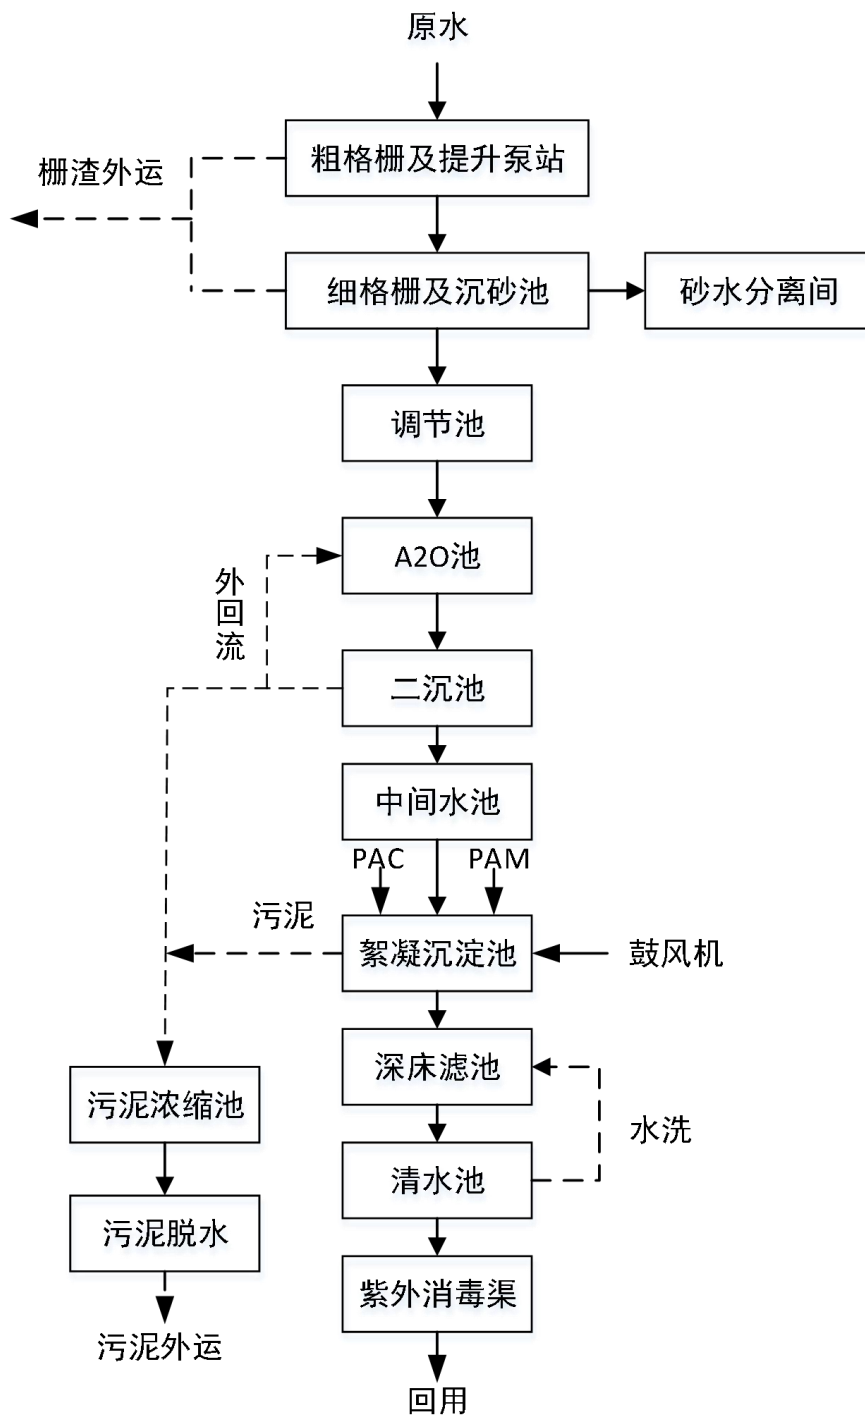 原水
粗格栅及提升泵站
栅渣外运
细格栅及沉砂池
砂水分离间
调节池
A2O池
外
回
流
二沉池
中间水池
PAC
PAM
污泥
絮凝沉淀池
鼓风机
深床滤池
污泥浓缩池
水洗
清水池
污泥脱水
紫外消毒渠
污泥外运
回用